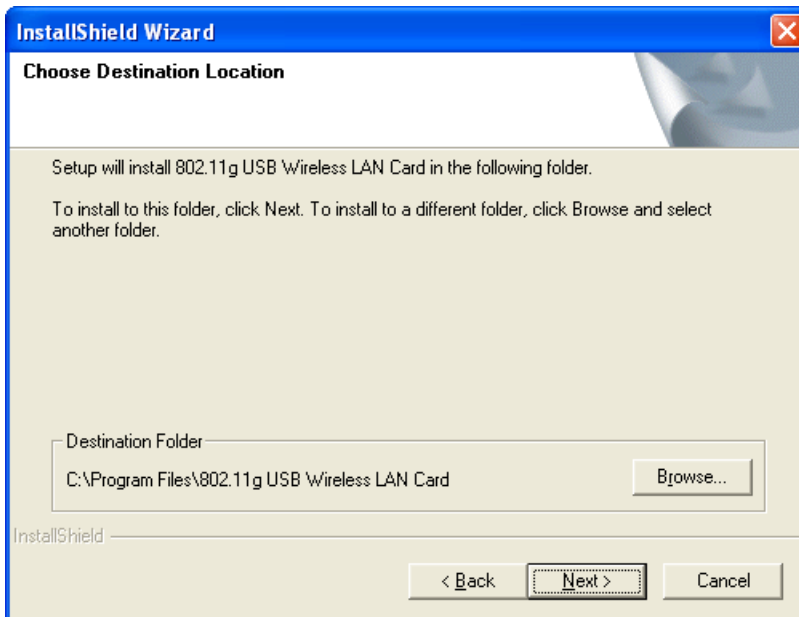 InstallShield Wizard
Choose Destination Location
Setup will install 802.11g USB Wireless LAN Card in the following folder.
To install to this folder, click Next. To install to a different folder, click Browse and select
another folder.
Destination Folder
C:\Program Files\802.11g USB Wireless LAN Card
Browse...
InstallShield
< Back
Next >
Cancel